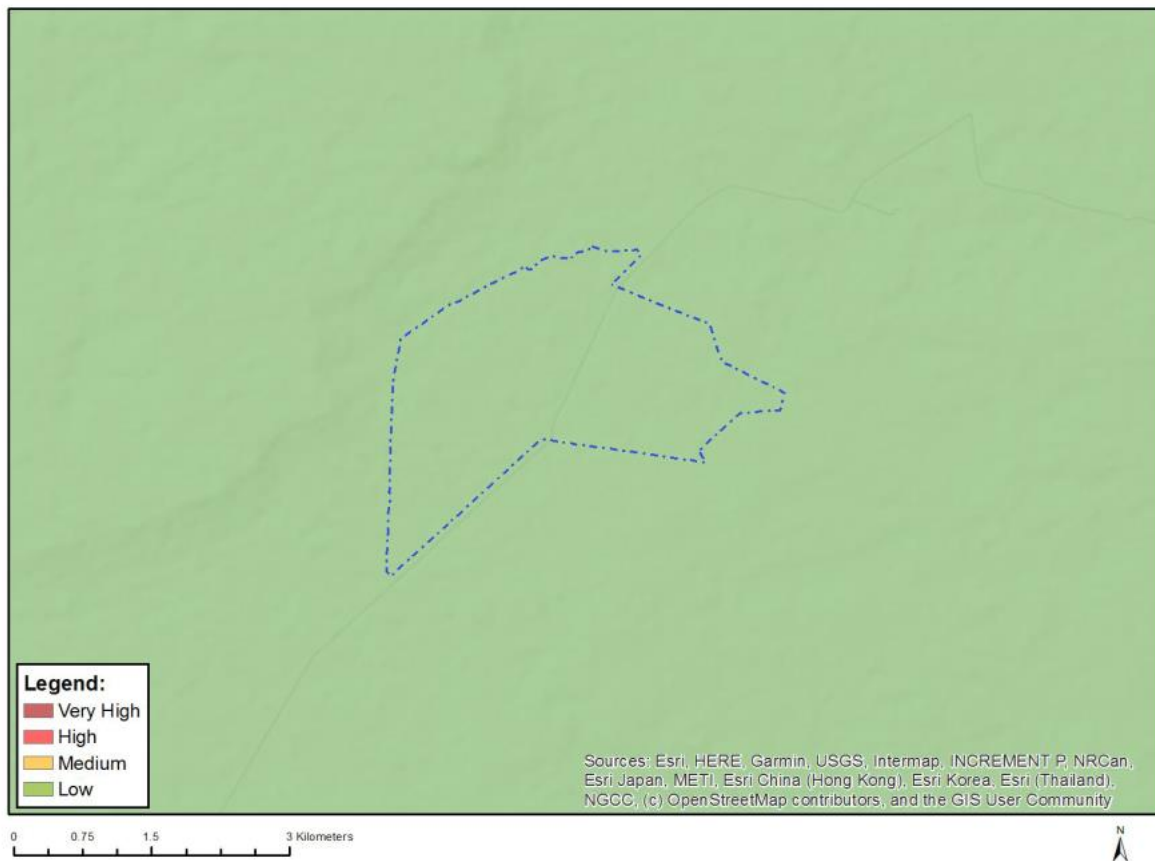 Legend:
Very High
High
Medium
Low
Sources: Esri, HERE, Garmin, USGS, Intermap, INCREMENT P, NRCan,
Esri Japan, METI, Esri China (Hong Kong), Esri Korea, Esri (Thailand),
NGCC, (c) OpenStreetMap contributors, and the GIS User Community
0 0.75 1.5 3 Kilometers
N